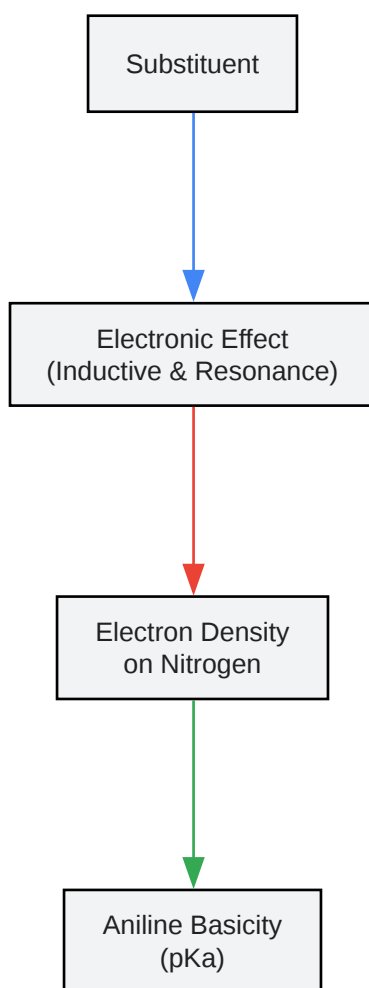 Substituent
Electronic Effect
(Inductive & Resonance)
Electron Density
on Nitrogen
Aniline Basicity
(pKa)